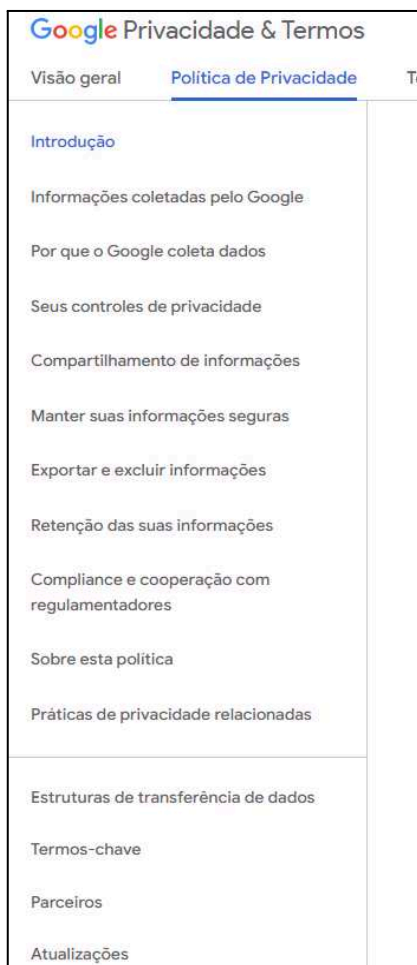 Google Privacidade & Termos
Visão geral Política de Privacidade
Introdução
Informações coletadas pelo Google
Por que o Google coleta dados
Seus controles de privacidade
Compartilhamento de informações
Manter suas informações seguras
Exportar e excluir informações
Retenção das suas informações
Compliance e cooperação com
regulamentadores
Sobre esta política
Práticas de privacidade relacionadas
Estruturas de transferência de dados
Termos-chave
Parceiros
Atualizações